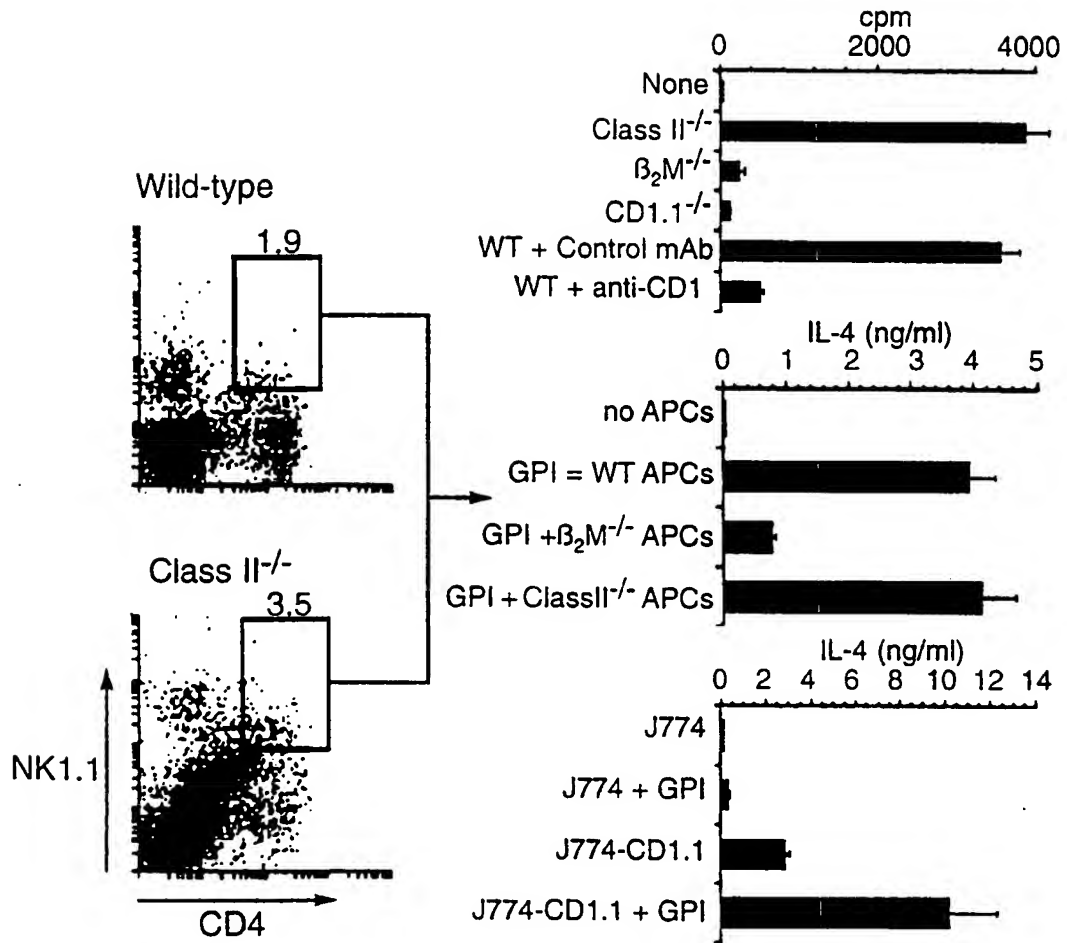 Wild-type
1.9
Class II-/-
3.5
NK1.1
CD4
cpm
0 2000 4000
None
Class II-/-
ß2M-/-
CD1.1-/-
WT + Control mAb
WT + anti-CD1
IL-4 (ng/ml)
0 1 2 3 4 5
no APCs
GPI = WT APCs
GPI +ß2M-/- APCs
GPI + ClassII-/- APCs
IL-4 (ng/ml)
0 2 4 6 8 10 12 14
J774
J774 + GPI
J774-CD1.1
J774-CD1.1 + GPI